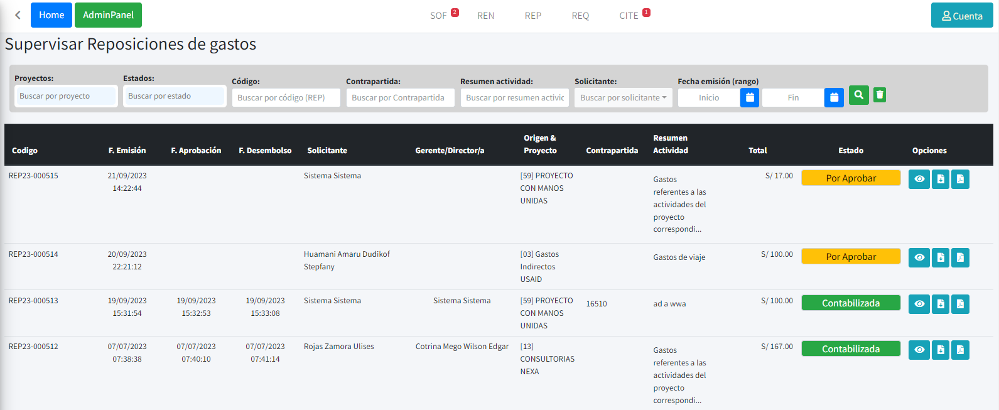 Home
AdminPanel
SOF 2
REN
REP
REQ
CITE 1
Cuenta
Supervisar Reposiciones de gastos
Proyectos:
Buscar por proyecto
Estados:
Buscar por estado
Código:
Buscar por código (REP)
Contrapartida:
Buscar por Contrapartida
Resumen actividad:
Buscar por resumen activic
Solicitante:
Buscar por solicitante
Fecha emisión (rango)
Inicio
Fin
Codigo
F. Emisión
F. Aprobación
F. Desembolso
Solicitante
Gerente/Director/a
Origen &
Proyecto
Contrapartida
Resumen
Actividad
Total
Estado
Opciones
REP23-000515
21/09/2023
14:22:44
Sistema Sistema
[59] PROYECTO
CON MANOS
UNIDAS
Gastos
referentes a las
actividades del
proyecto
correspondi...
S/ 17.00
Por Aprobar
REP23-000514
20/09/2023
22:21:12
Huamani Amaru Dudikof
Stepfany
[03] Gastos
Indirectos
USAID
Gastos de viaje
S/ 100.00
Por Aprobar
REP23-000513
19/09/2023
15:31:54
19/09/2023
15:32:53
19/09/2023
15:33:08
Sistema Sistema
Sistema Sistema
[59] PROYECTO
CON MANOS
UNIDAS
16510
ad a wwa
S/ 100.00
Contabilizada
REP23-000512
07/07/2023
07:38:38
07/07/2023
07:40:10
07/07/2023
07:41:14
Rojas Zamora Ulises
Cotrina Mego Wilson Edgar
[13]
CONSULTORIAS
NEXA
Gastos
referentes a las
actividades del
proyecto
correspondi...
S/ 167.00
Contabilizada